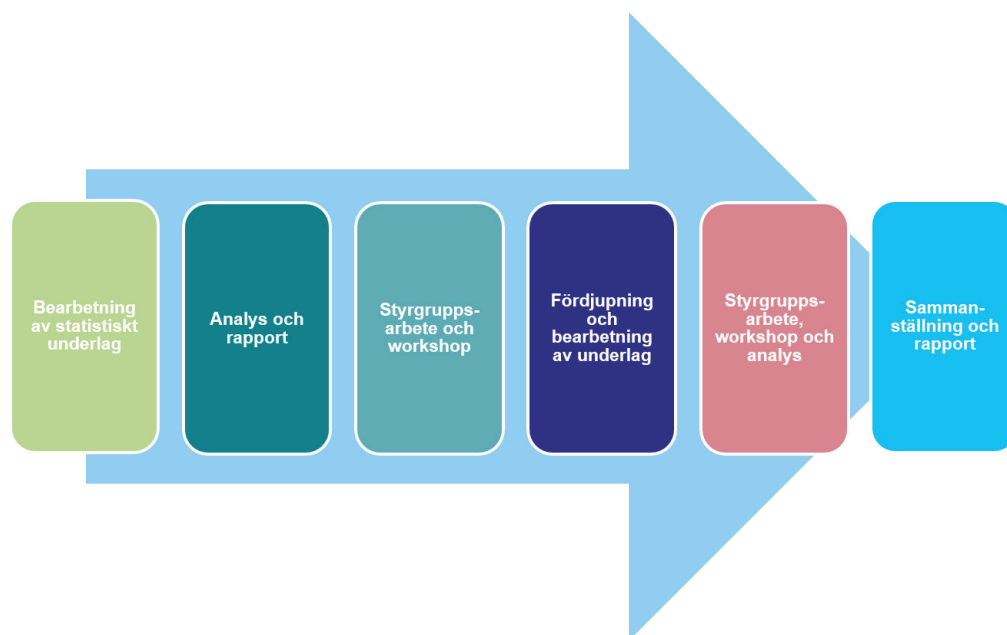 Bearbetning
av statistiskt
underlag
Analys och
rapport
Styrgrupps-
arbete och
workshop
Fördjupning
och
bearbetning
av underlag
Styrgrupps-
arbete,
workshop och
analys
Samman-
ställning och
rapport